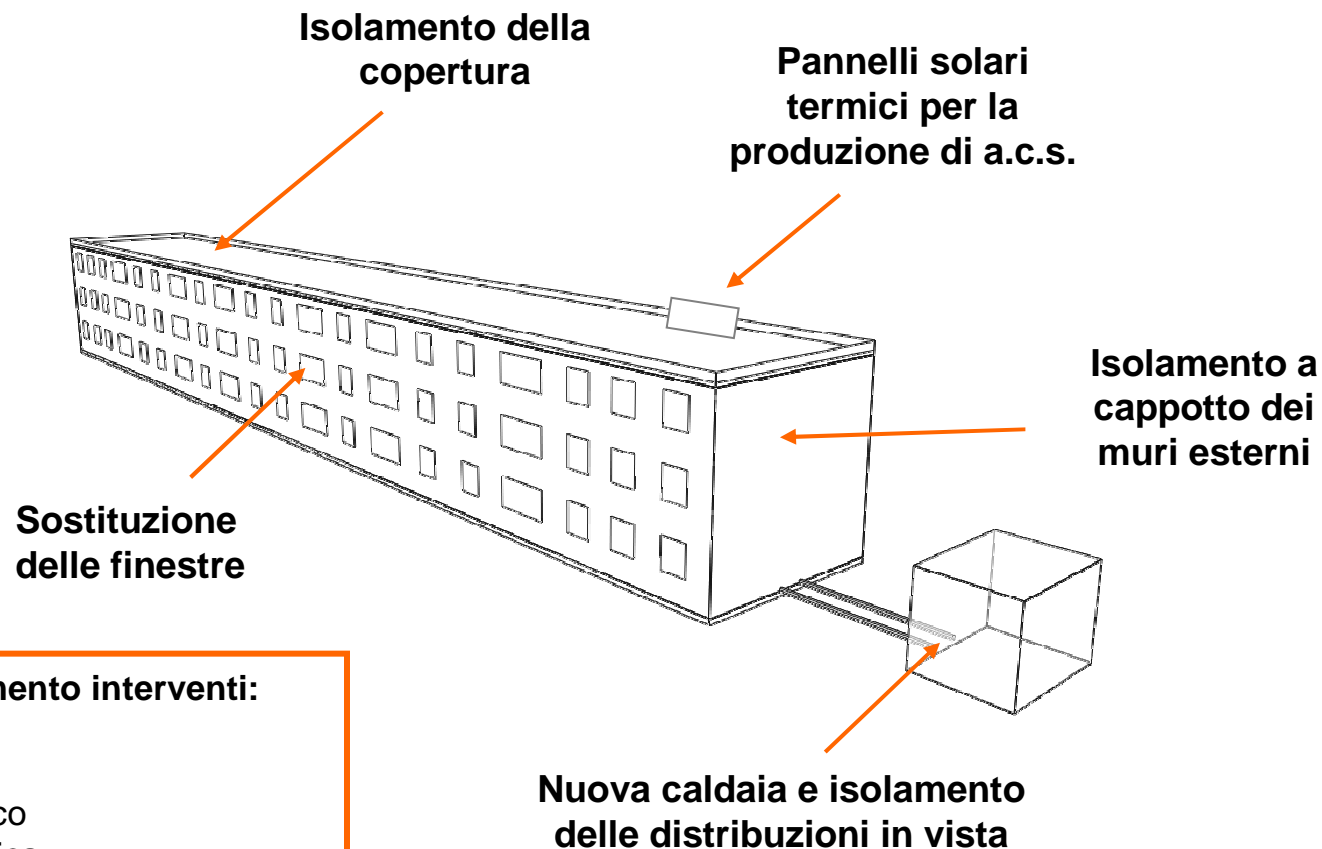 Isolamento della
copertura
Pannelli solari
termici per la
produzione di a.c.s.
Isolamento a
cappotto dei
muri esterni
Sostituzione
delle finestre
interventi:
Nuova caldaia e isolamento
delle distribuzioni in vista